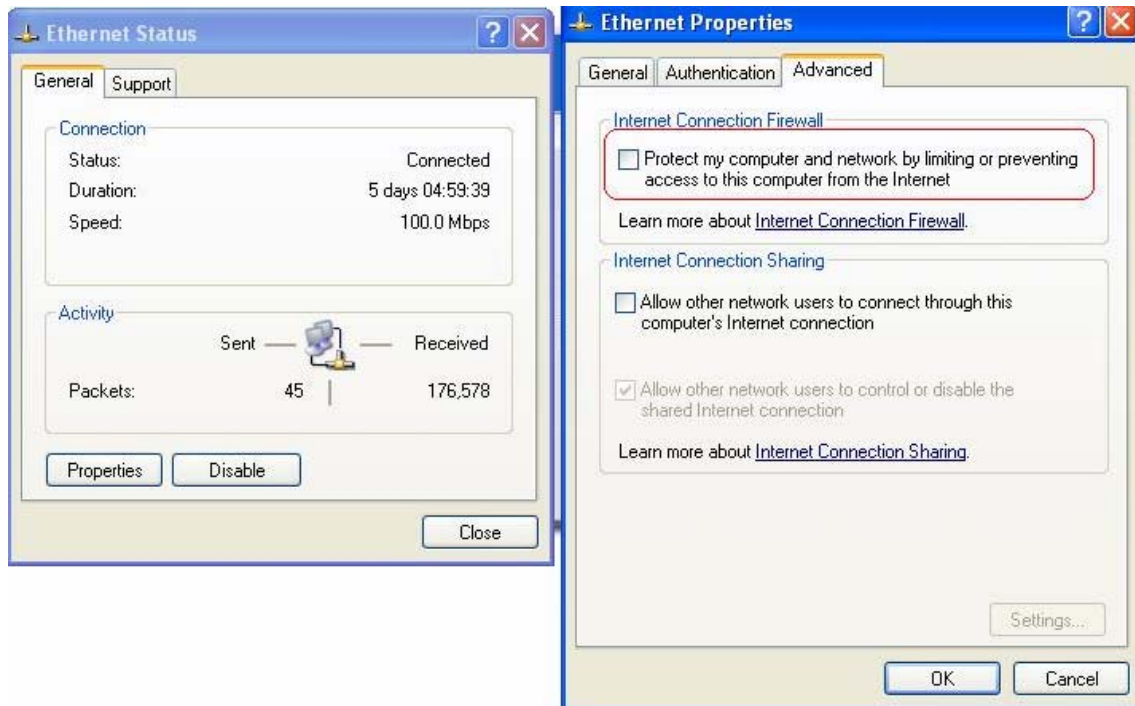 Ethernet Status
General Support
Connection
Status: Connected
Duration: 5 days 04:59:39
Speed: 100.0 Mbps
Activity
Sent Received
Packets: 45 176,578
Properties Disable
Close
Ethernet Properties
General Authentication Advanced
Internet Connection Firewall
Protect my computer and network by limiting or preventing
access to this computer from the Internet
Learn more about Internet Connection Firewall.
Internet Connection Sharing
Allow other network users to connect through this
computer's Internet connection
Allow other network users to control or disable the
shared Internet connection
Learn more about Internet Connection Sharing.
Settings...
OK Cancel